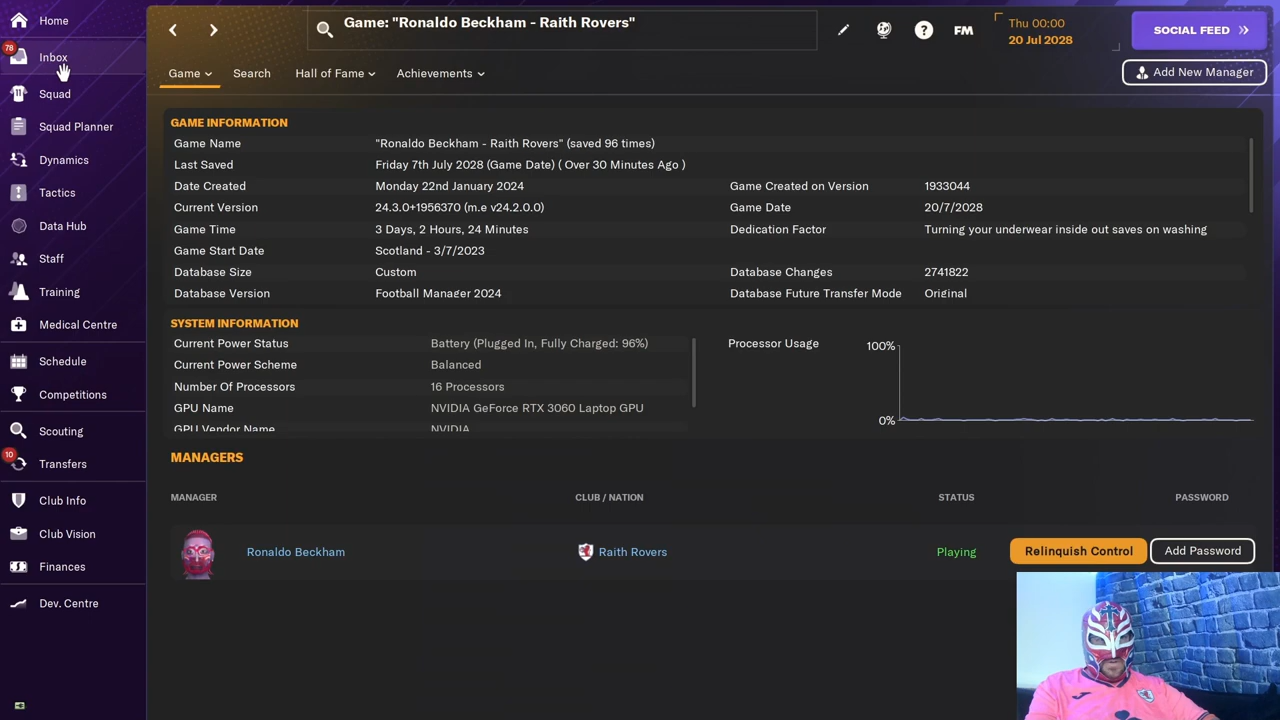 Home
78
Inbox
Squad
Squad Planner
Dynamics
Tactics
Data Hub
Staff
Training
Medical Centre
Schedule
Competitions
Scouting
10
Transfers
Club Info
Club Vision
Finances
Dev. Centre
Game: "Ronaldo Beckham - Raith Rovers"
?
FM
Thu 00:00
20 Jul 2028
SOCIAL FEED
Game
Search
Hall of Fame
Achievements
Add New Manager
GAME INFORMATION
Game Name "Ronaldo Beckham - Raith Rovers" (saved 96 times)
Last Saved Friday 7th July 2028 (Game Date) ( Over 30 Minutes Ago )
Date Created Monday 22nd January 2024 Game Created on Version 1933044
Current Version 24.3.0+1956370 (m.e v24.2.0.0) Game Date 20/7/2028
Game Time 3 Days, 2 Hours, 24 Minutes Dedication Factor Turning your underwear inside out saves on washing
Game Start Date Scotland - 3/7/2023
Database Size Custom Database Changes 2741822
Database Version Football Manager 2024 Database Future Transfer Mode Original
SYSTEM INFORMATION
Current Power Status Battery (Plugged In, Fully Charged: 96%)
Current Power Scheme Balanced
Number Of Processors 16 Processors
GPU Name NVIDIA GeForce RTX 3060 Laptop GPU
GPU Vendor Name NVIDIA
Processor Usage
100%
0%
MANAGERS
MANAGER CLUB / NATION STATUS PASSWORD
Ronaldo Beckham Raith Rovers Playing Relinquish Control Add Password